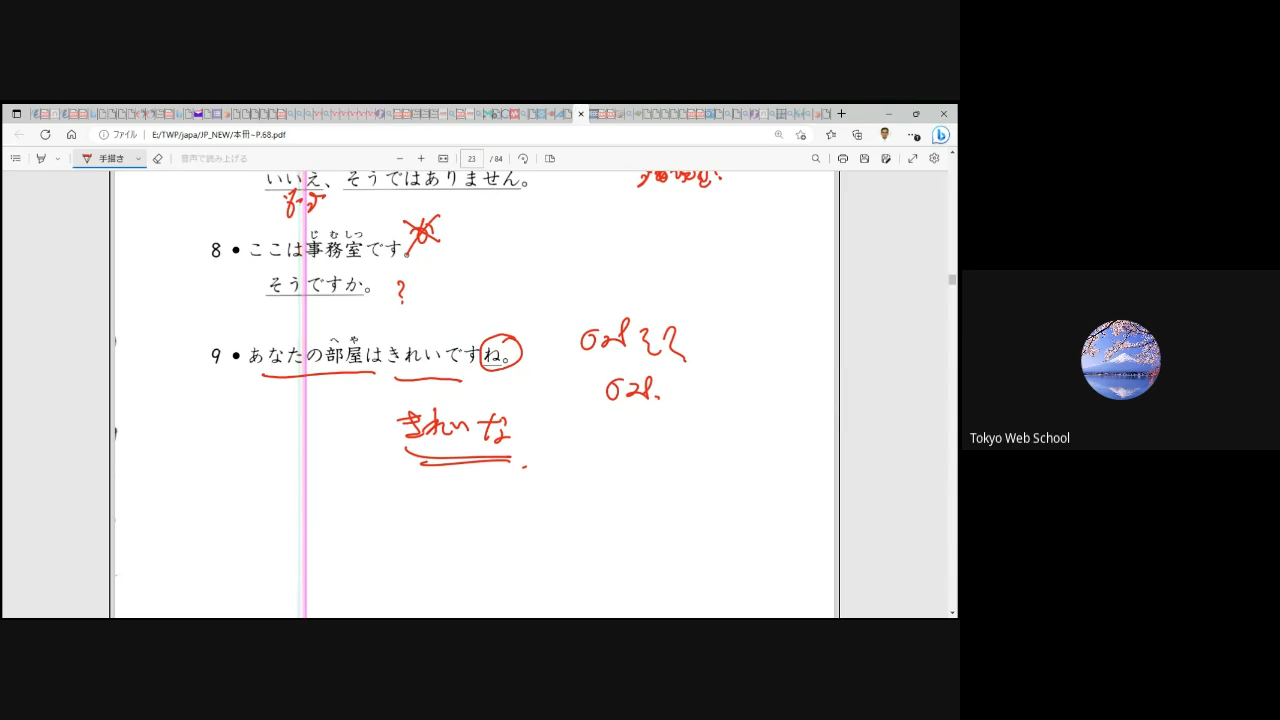 ファイル | E:/TWP/japa/JP_NEW/本冊~P.68.pdf
手描き 音声で読み上げる 23 / 84
いいえ、そうではありません。
じ む しつ
8 • ここは事務室です。
そうですか。 ?
へ や
9 • あなたの部屋はきれいですね。
きれいな
Tokyo Web School